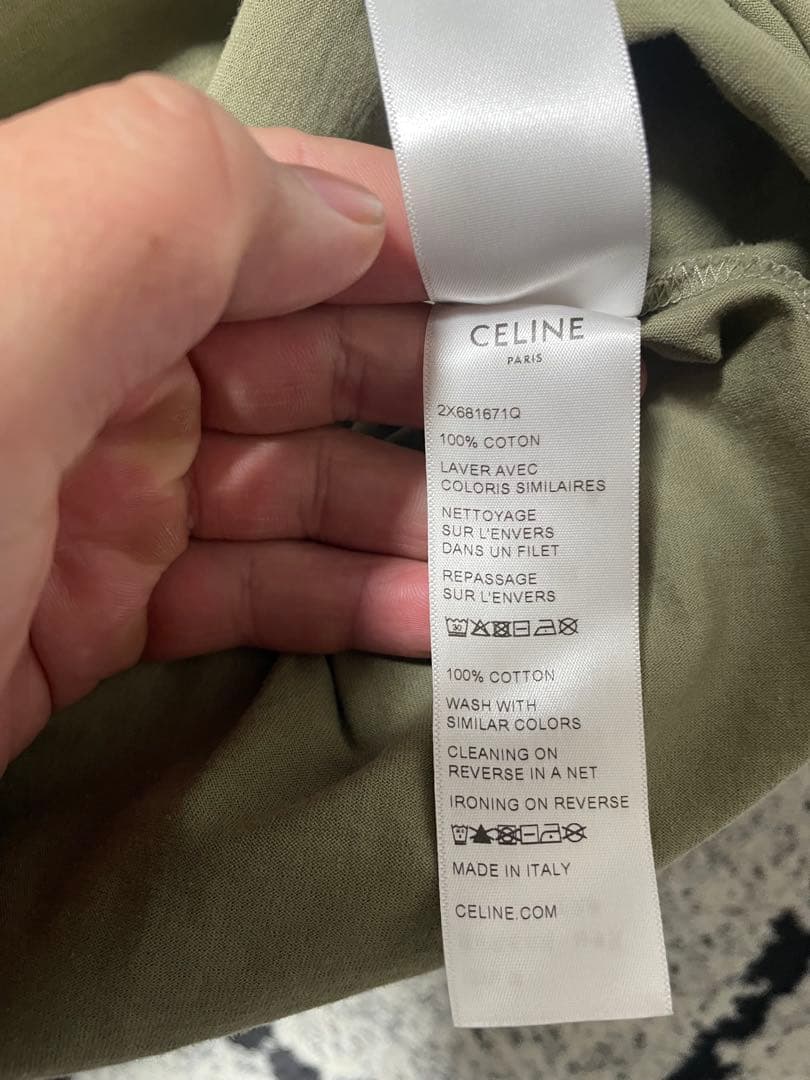 CELINE
PARIS
2X681671Q
100% COTON
LAVER AVEC
COLORIS SIMILAIRES
NETTOYAGE
SUR L'ENVERS
DANS UN FILET
REPASSAGE
SUR L'ENVERS
30
100% COTTON
WASH WITH
SIMILAR COLORS
CLEANING ON
REVERSE IN A NET
IRONING ON REVERSE
MADE IN ITALY
CELINE.COM